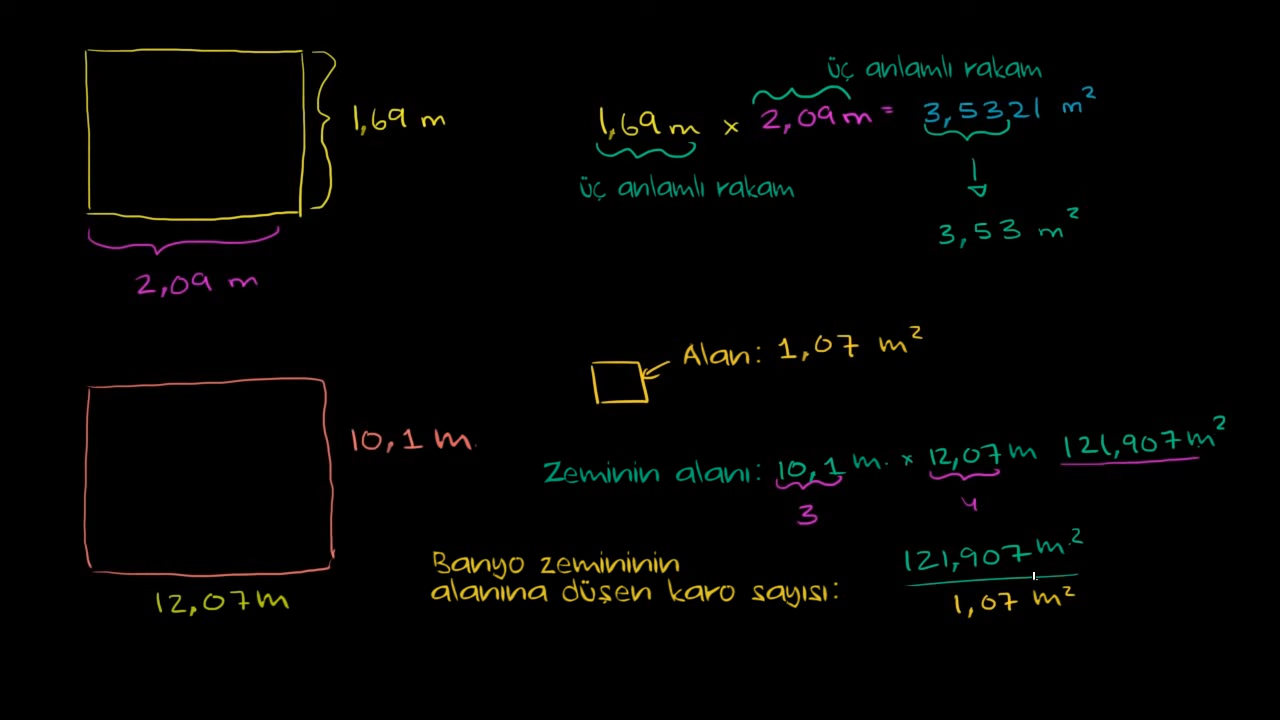 üç anlamlı rakam
1,69 m
1,69 m × 2,09 m = 3,5321 m²
üç anlamlı rakam
3,53 m²
2,09 m
Alan: 1,07 m²
10,1 m.
Zeminin alanı: 10,1 m. × 12,07 m 121,907 m²
3 4
Banyo zemininin
alanına düşen karo sayısı:
121,907 m²
1,07 m²
12,07 m